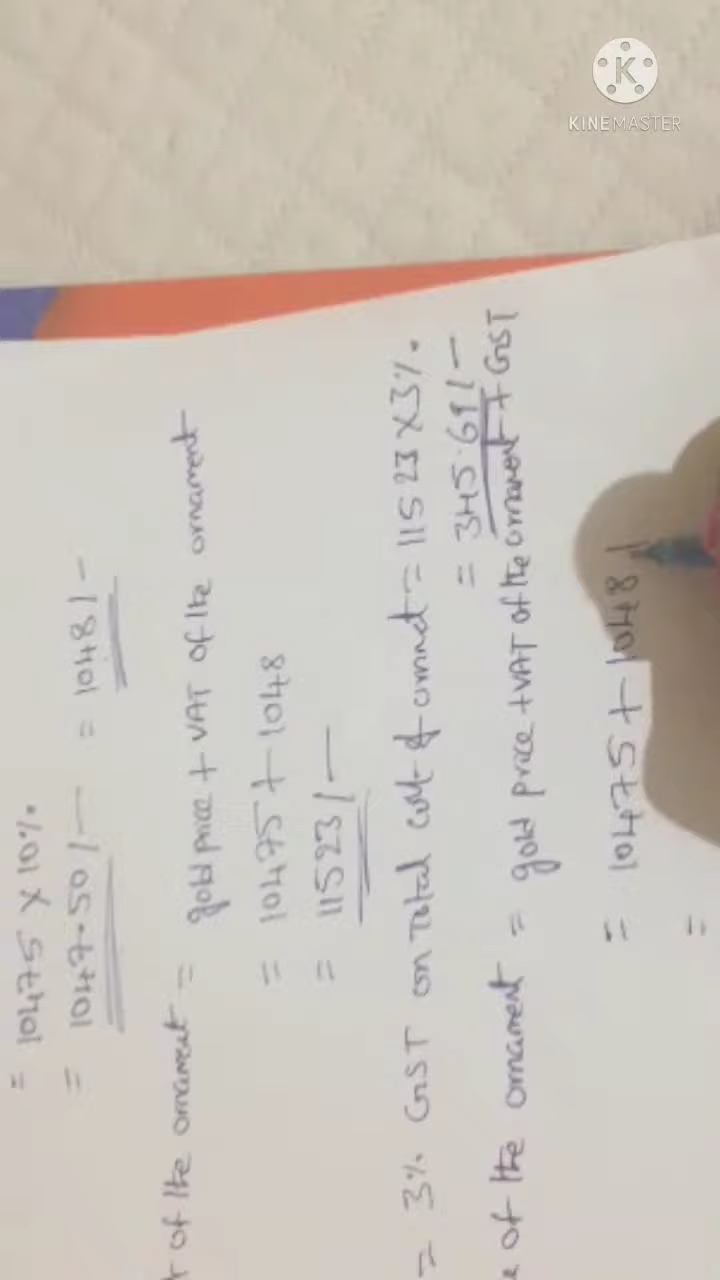 KINEMASTER
= 10475 X 10%.
= 1047.50/— = 1048/—
of the ornament = gold price + VAT of the ornament
= 10475 + 1048
= 11523/—
= 3% GST on Total cost of = 11523 X 3%.
= 345.69/—
of the ornament = gold price + VAT of the ornament + GST
= 10475 + 1048
=